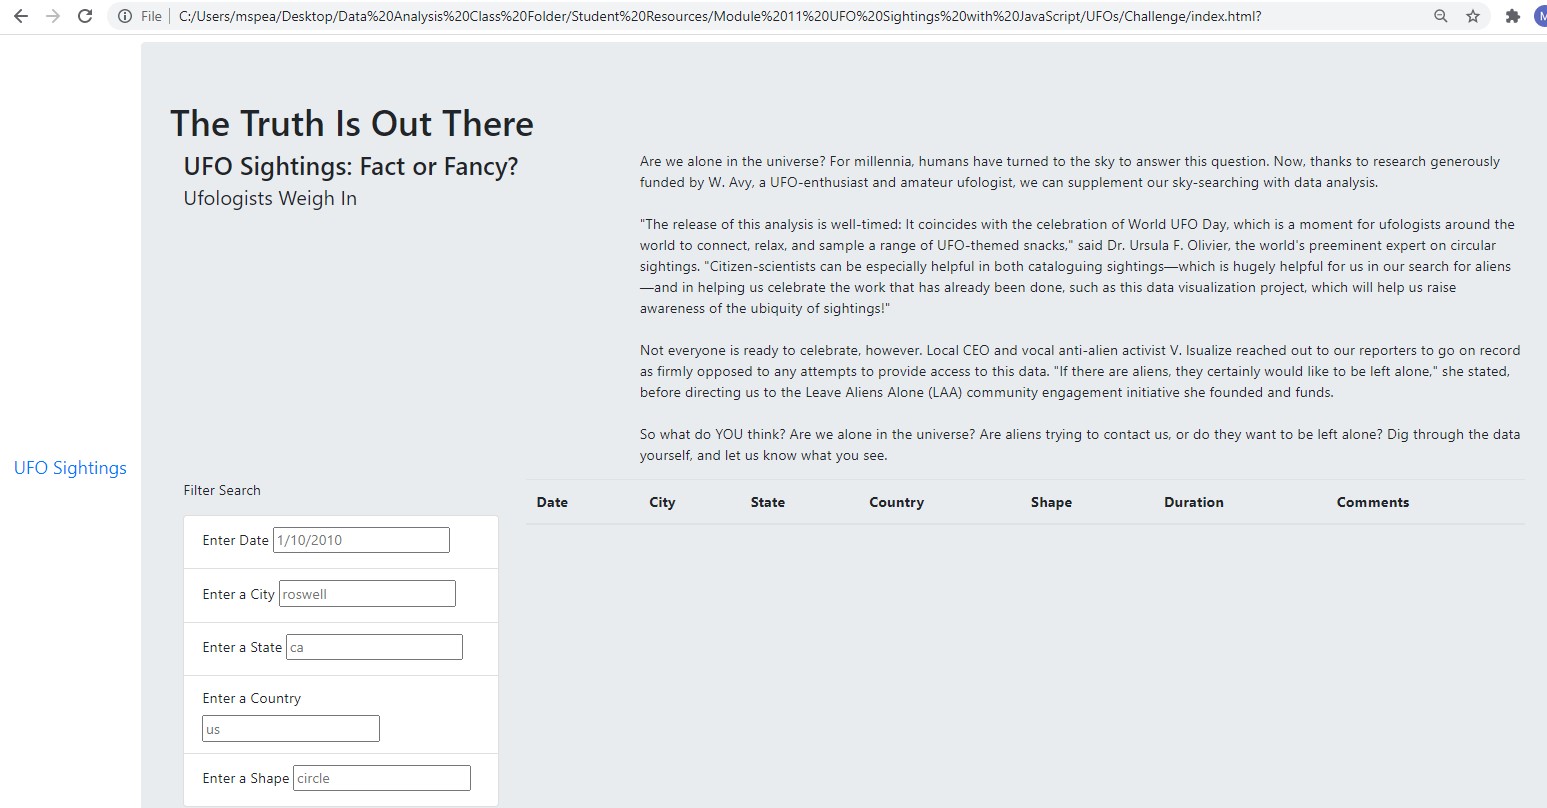 File C:/Users/mspea/Desktop/Data%20Analysis%20Class%20Folder/Student%20Resources/Module%2011%20UFO%20Sightings%20with%20JavaScript/UFOs/Challenge/index.html?
M
UFO Sightings
The Truth Is Out There
UFO Sightings: Fact or Fancy?
Ufologists Weigh In
Are we alone in the universe? For millennia, humans have turned to the sky to answer this question. Now, thanks to research generously
funded by W. Avy, a UFO-enthusiast and amateur ufologist, we can supplement our sky-searching with data analysis.
"The release of this analysis is well-timed: It coincides with the celebration of World UFO Day, which is a moment for ufologists around the
world to connect, relax, and sample a range of UFO-themed snacks," said Dr. Ursula F. Olivier, the world's preeminent expert on circular
sightings. "Citizen-scientists can be especially helpful in both cataloguing sightings—which is hugely helpful for us in our search for aliens
—and in helping us celebrate the work that has already been done, such as this data visualization project, which will help us raise
awareness of the ubiquity of sightings!"
Not everyone is ready to celebrate, however. Local CEO and vocal anti-alien activist V. Isualize reached out to our reporters to go on record
as firmly opposed to any attempts to provide access to this data. "If there are aliens, they certainly would like to be left alone," she stated,
before directing us to the Leave Aliens Alone (LAA) community engagement initiative she founded and funds.
So what do YOU think? Are we alone in the universe? Are aliens trying to contact us, or do they want to be left alone? Dig through the data
yourself, and let us know what you see.
Filter Search
Enter Date 1/10/2010
Enter a City roswell
Enter a State ca
Enter a Country
us
Enter a Shape circle
Date City State Country Shape Duration Comments